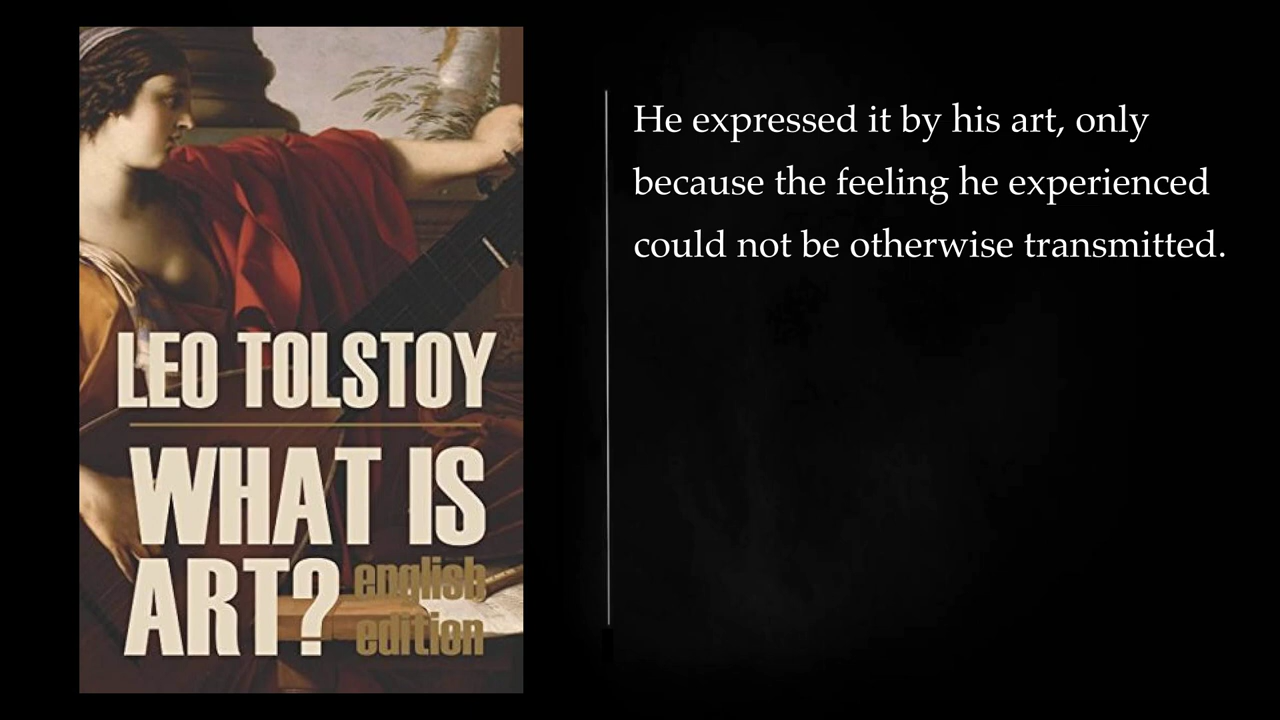 LEO TOLSTOY
WHAT IS
ART?
english
edition
He expressed it by his art, only
because the feeling he experienced
could not be otherwise transmitted.